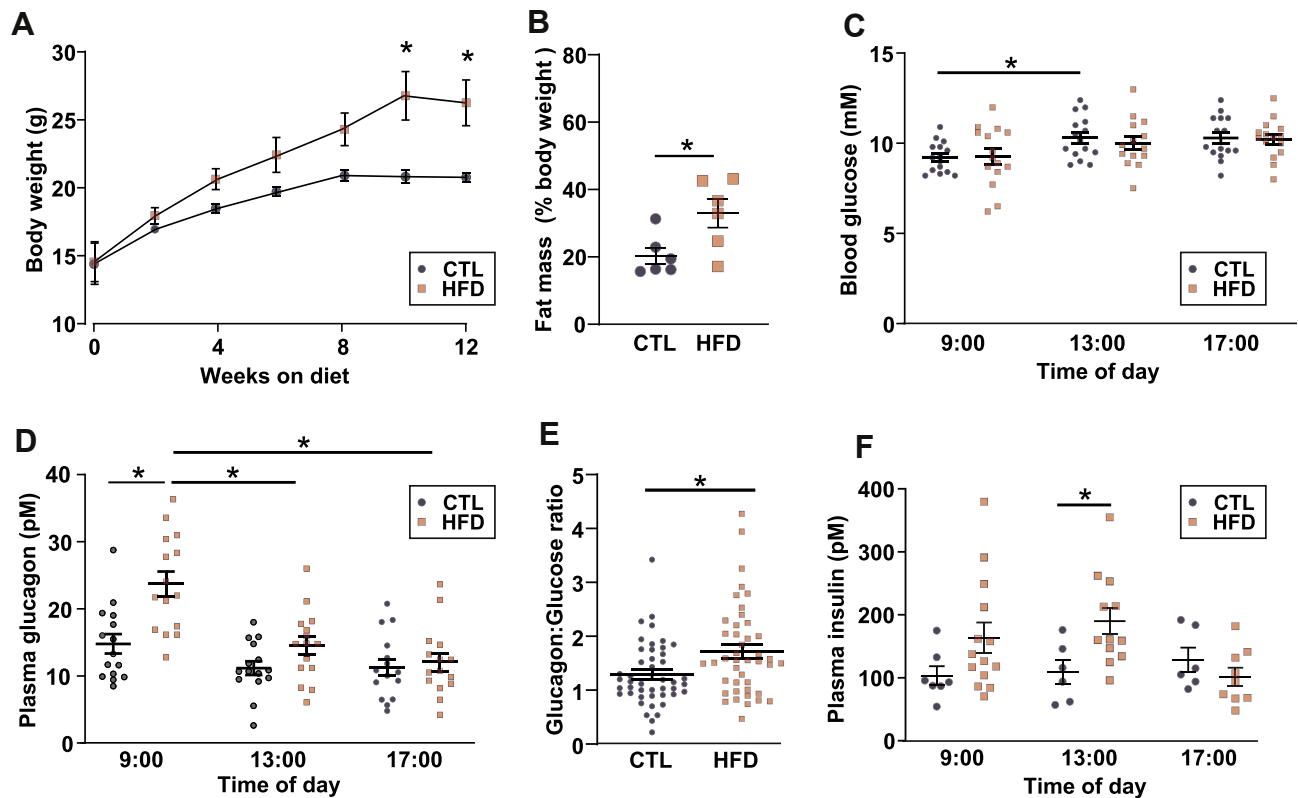 A
Body weight (g)
30
25
20
15
10
*
*
CTL
HFD
0
4
8
12
Weeks on diet
B
Fat mass (% body weight )
80
60
40
20
0
*
CTL
HFD
C
Blood glucose (mM)
15
10
5
0
*
CTL
HFD
9:00
13:00
17:00
Time of day
D
Plasma glucagon (pM)
40
30
20
10
0
*
*
*
CTL
HFD
9:00
13:00
17:00
Time of day
E
Glucagon:Glucose ratio
5
4
3
2
1
0
*
CTL
HFD
F
Plasma insulin (pM)
400
300
200
100
0
*
CTL
HFD
9:00
13:00
17:00
Time of day